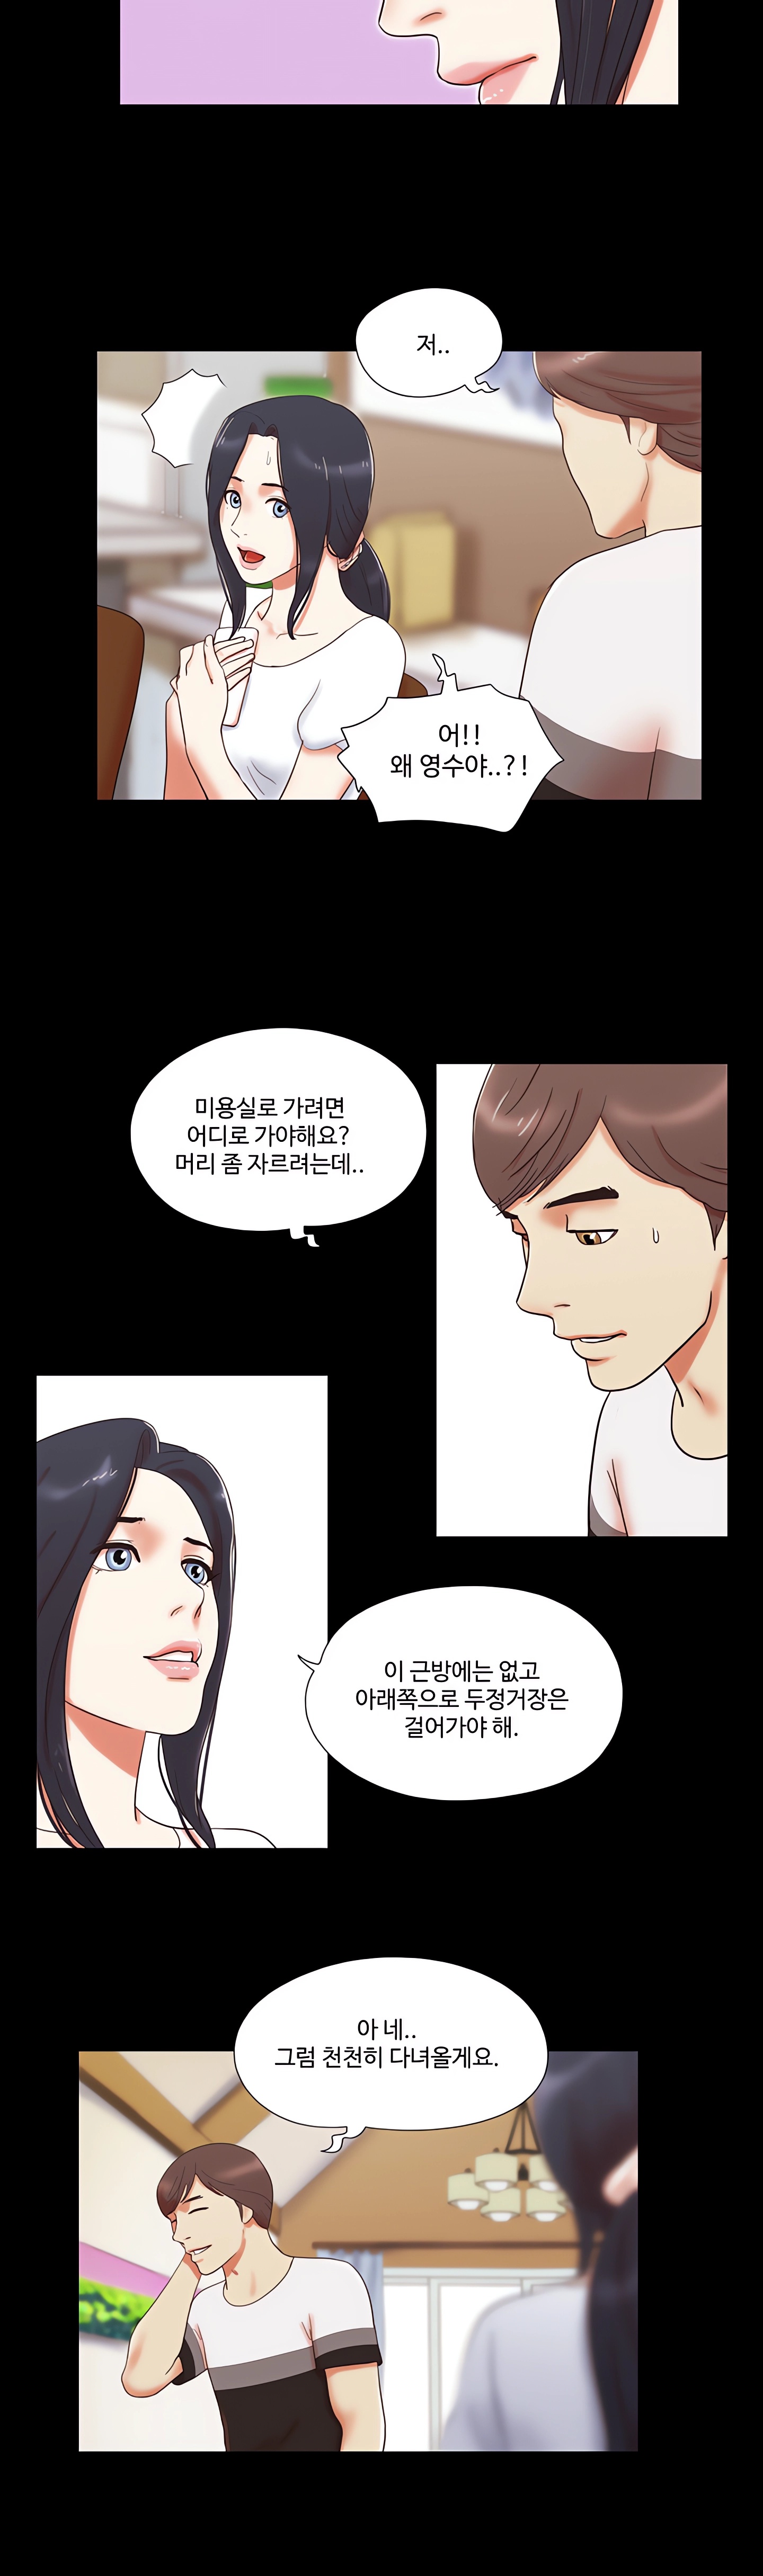 저..
어!!
왜 영수야..?!
미용실로 가려면
어디로 가야해요?
머리 좀 자르려는데..
이 근방에는 없고
아래쪽으로 두정거장은
걸어가야 해.
아 네..
그럼 천천히 다녀올게요.